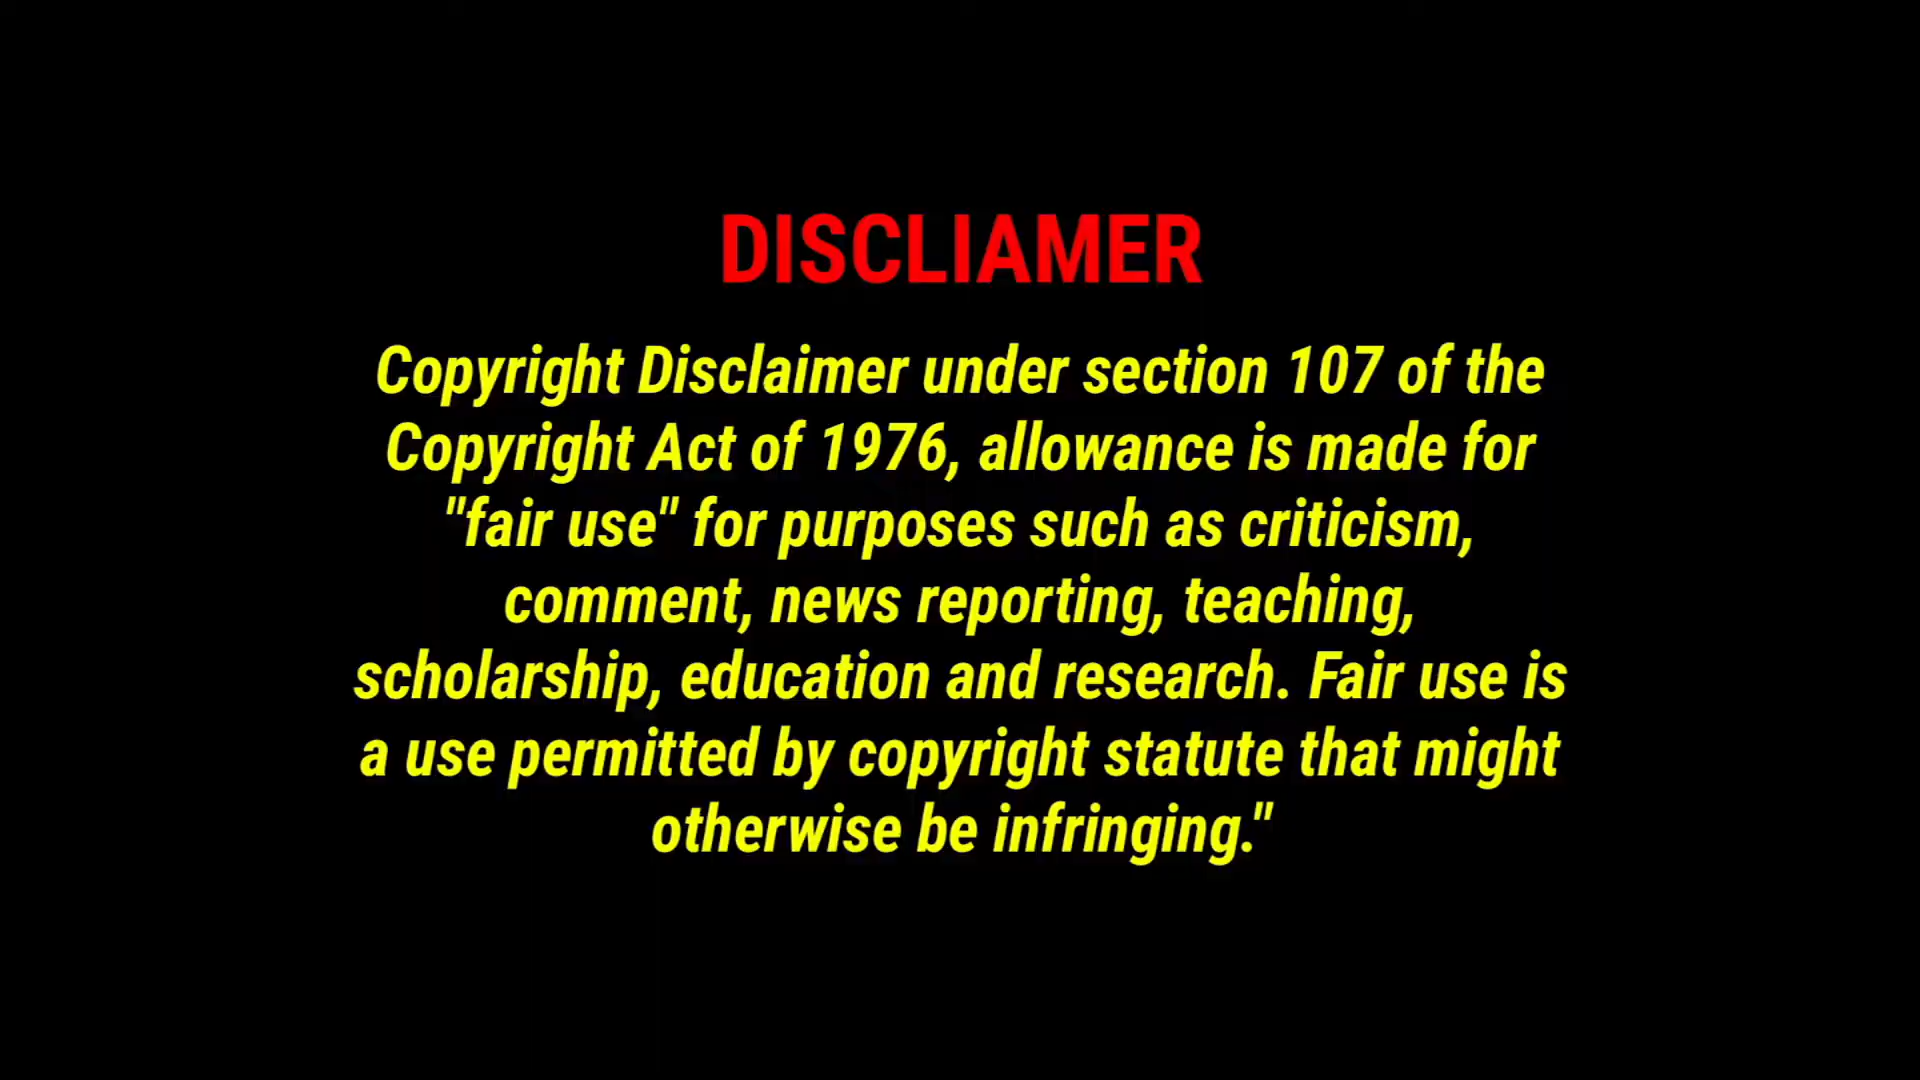 DISCLIAMER
Copyright Disclaimer under section 107 of the
Copyright Act of 1976, allowance is made for
"fair use" for purposes such as criticism,
comment, news reporting, teaching,
scholarship, education and research. Fair use is
a use permitted by copyright statute that might
otherwise be infringing."